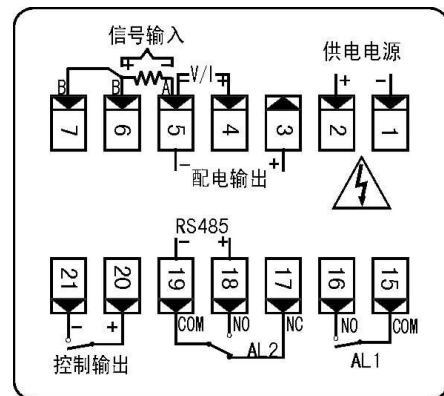 信号输入
供电电源
+ -
B B A V/I
+ + -
7 6 5 4 3 2 1
- +
配电输出
RS485
- +
21 20 19 18 17 16 15
- + COM NO NC NO COM
控制输出 AL2 AL1